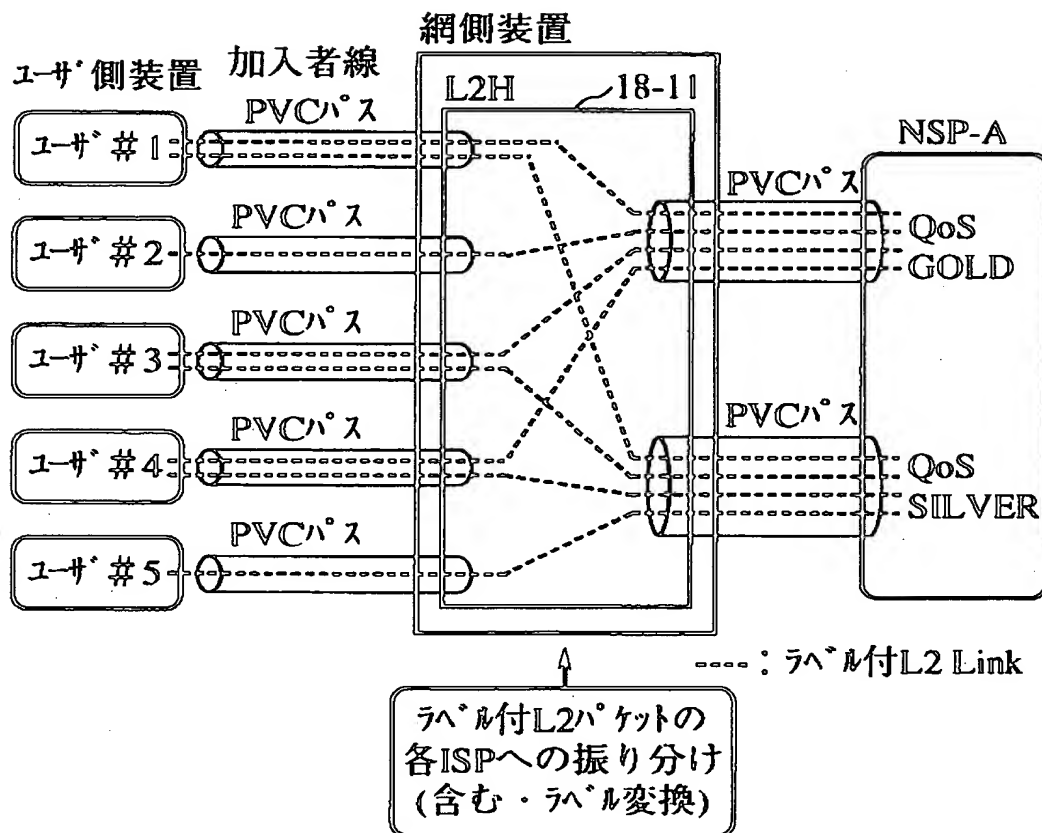 網側装置
ﾕｰｻﾞ側装置
加入者線
L2H
18-11
NSP-A
PVCﾊﾟｽ
ﾕｰｻﾞ #1
PVCﾊﾟｽ
ﾕｰｻﾞ #2
PVCﾊﾟｽ
ﾕｰｻﾞ #3
PVCﾊﾟｽ
ﾕｰｻﾞ #4
PVCﾊﾟｽ
ﾕｰｻﾞ #5
PVCﾊﾟｽ
QoS
GOLD
PVCﾊﾟｽ
QoS
SILVER
----: ﾗﾍﾞﾙ付L2 Link
ﾗﾍﾞﾙ付L2ﾊﾟｹｯﾄの
各ISPへの振り分け
(含む・ﾗﾍﾞﾙ変換)